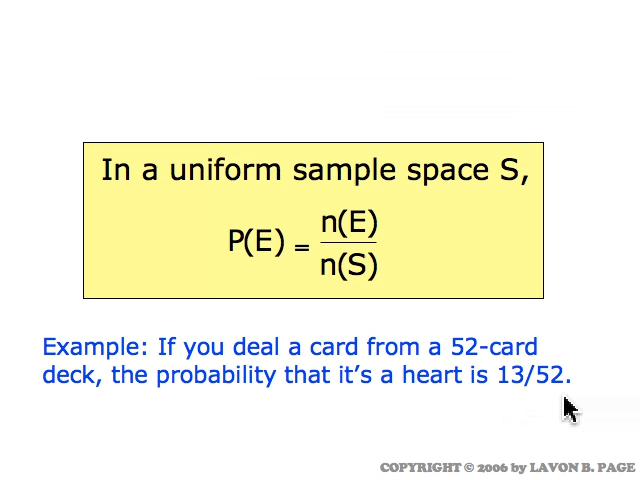 In a uniform sample space S,
P(E) = n(E)
n(S)
Example: If you deal a card from a 52-card
deck, the probability that it’s a heart is 13/52.
COPYRIGHT © 2006 by LAVON B. PAGE